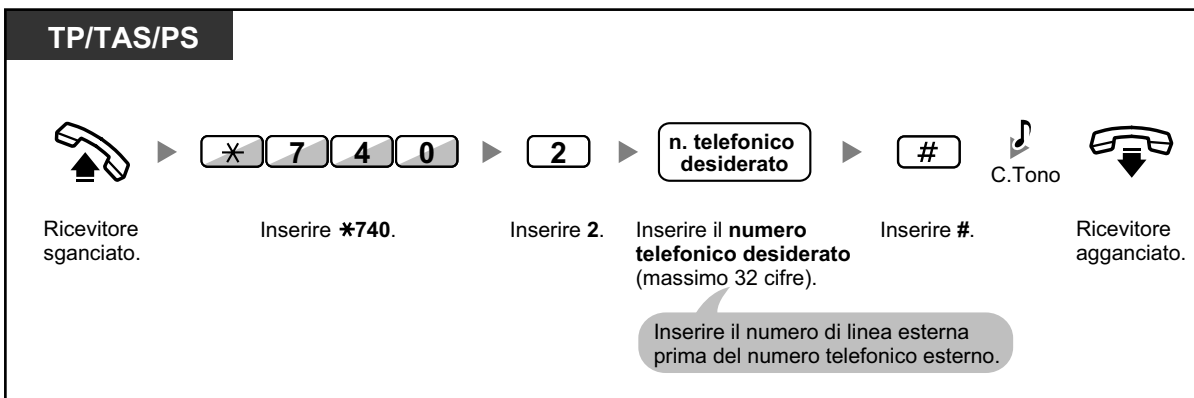 TP/TAS/PS
* 7 4 0
2
n. telefonico
desiderato
#
C.Tono
Ricevitore
sganciato.
Inserire *740.
Inserire 2.
Inserire il numero
telefonico desiderato
(massimo 32 cifre).
Inserire #.
Ricevitore
agganciato.
Inserire il numero di linea esterna
prima del numero telefonico esterno.